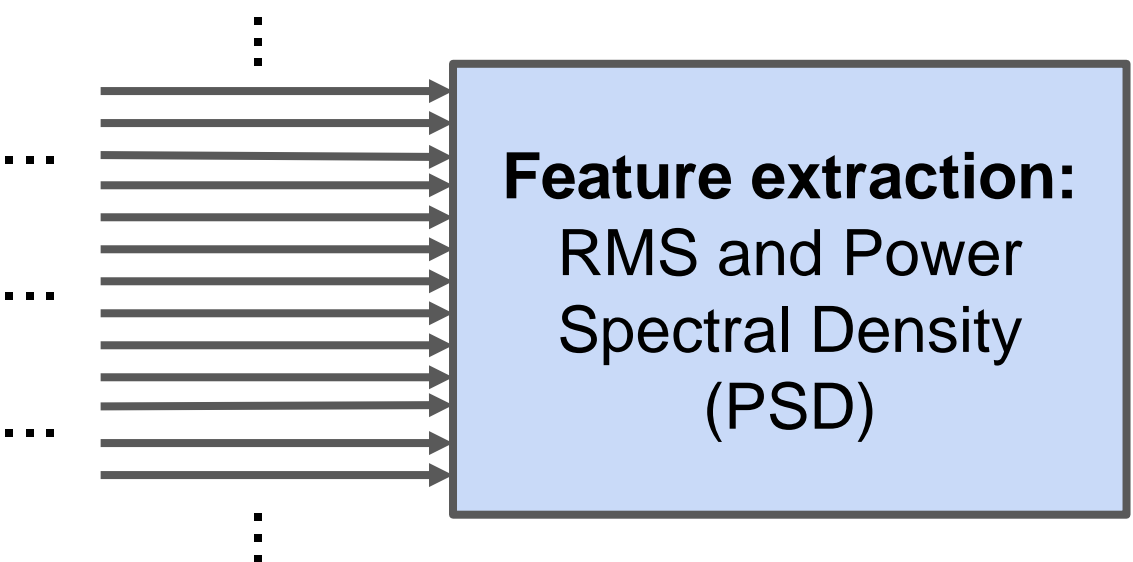 Feature extraction:
RMS and Power
Spectral Density
(PSD)